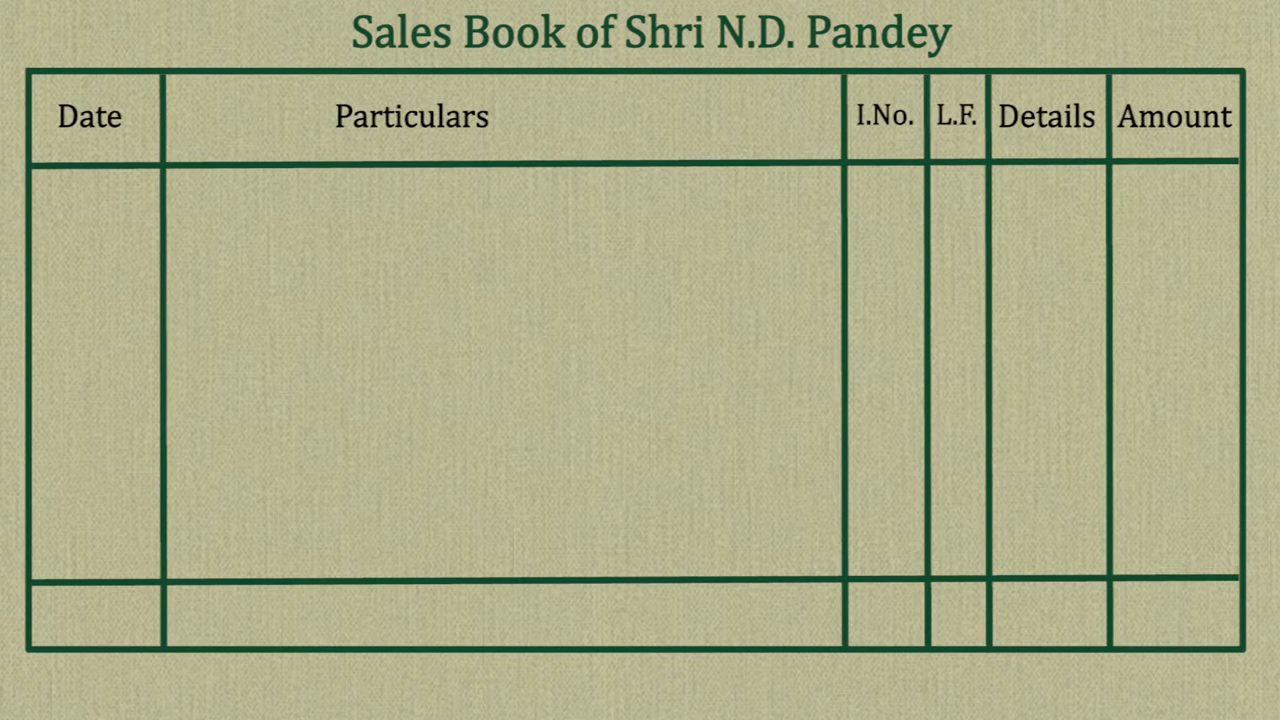 Sales Book of Shri N.D. Pandey
Date Particulars I.No. L.F. Details Amount